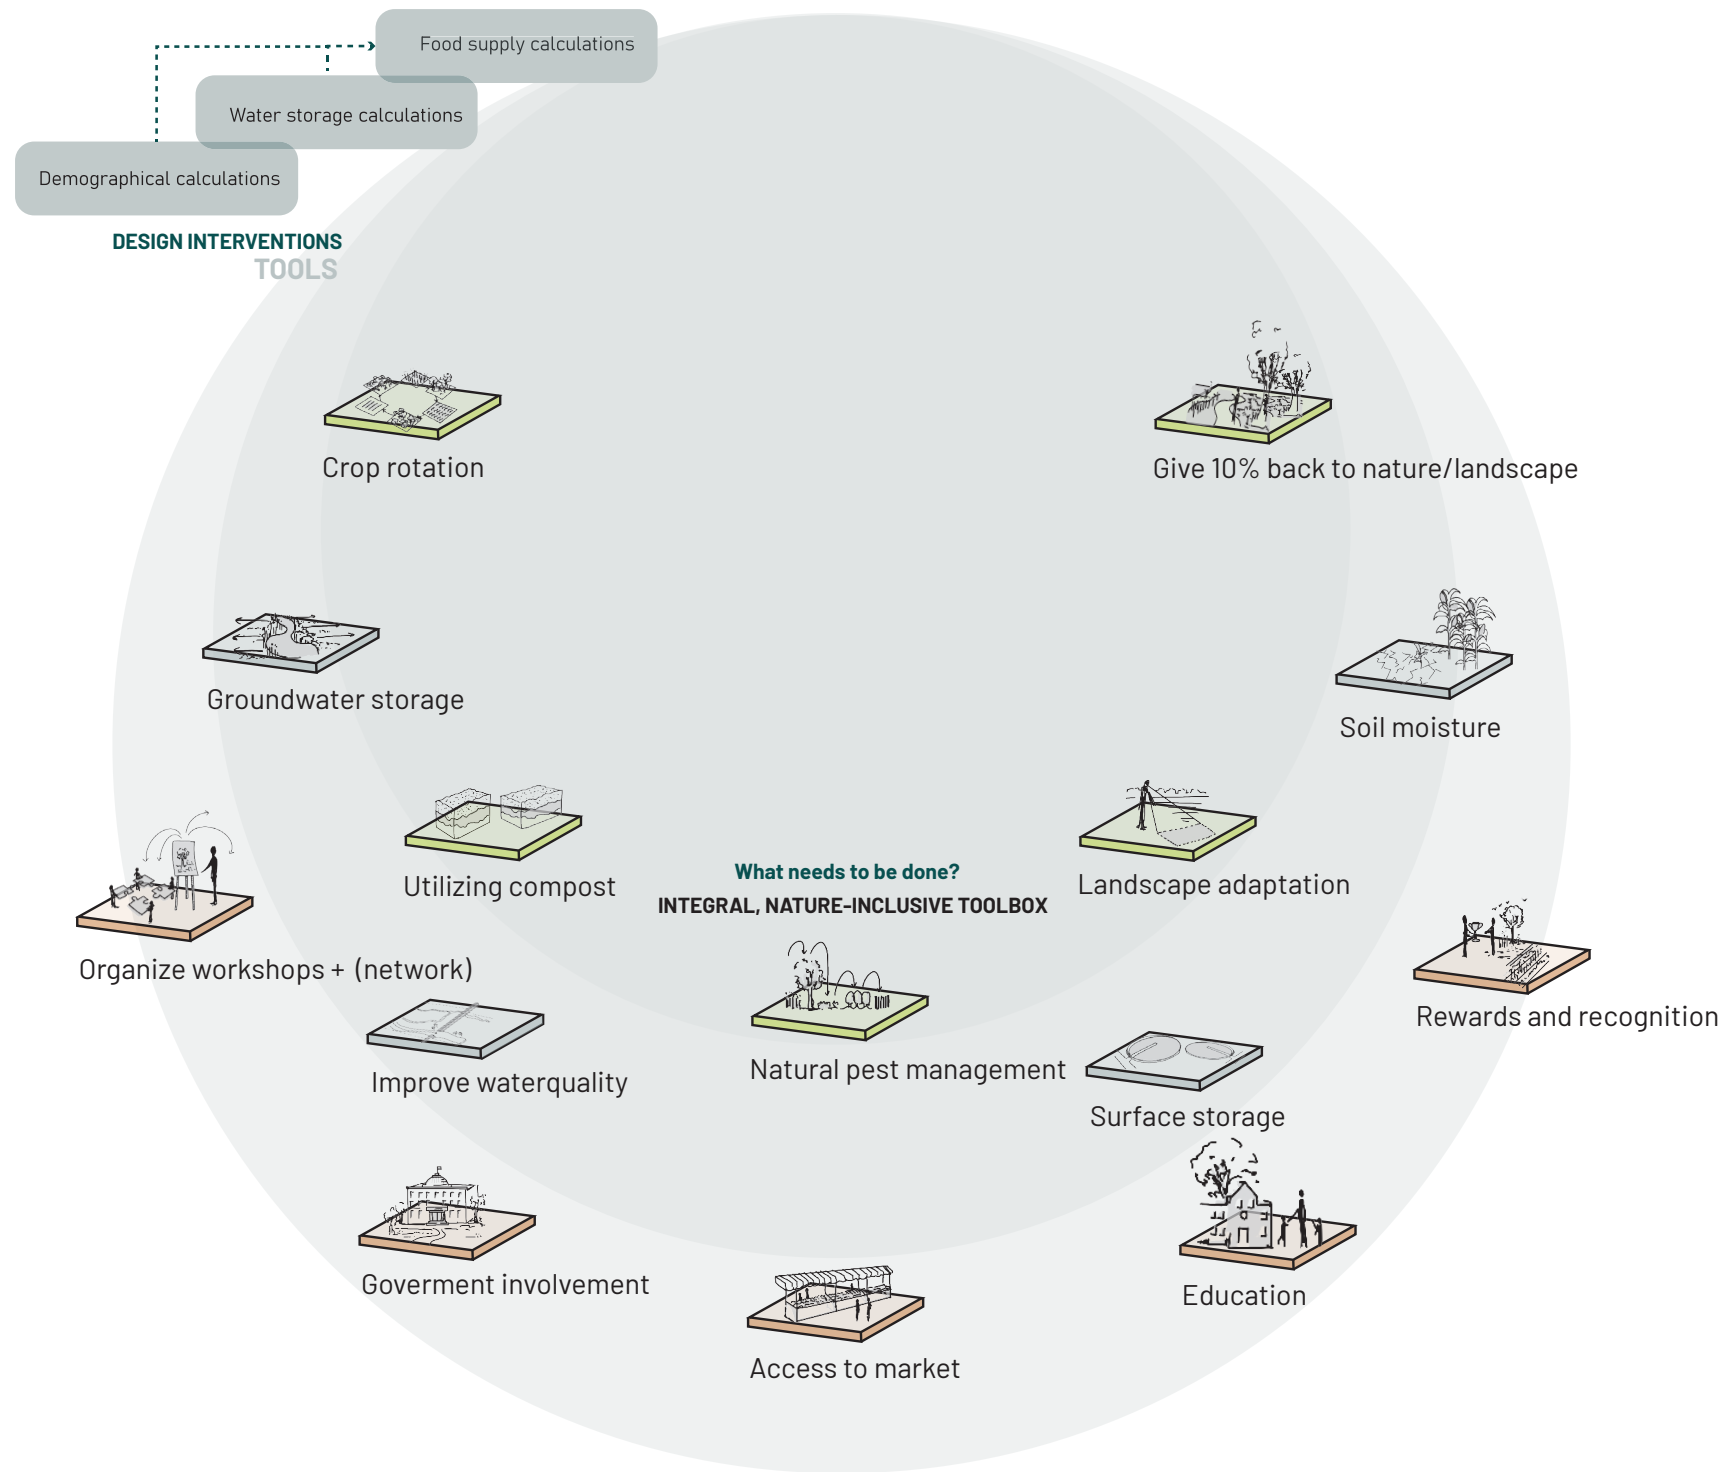 Food supply calculations
Water storage calculations
Demographical calculations
DESIGN INTERVENTIONS
TOOLS
Crop rotation
Give 10% back to nature/landscape
Groundwater storage
Soil moisture
Utilizing compost
What needs to be done?
INTEGRAL, NATURE-INCLUSIVE TOOLBOX
Landscape adaptation
Organize workshops + (network)
Rewards and recognition
Improve waterquality
Natural pest management
Surface storage
Goverment involvement
Education
Access to market